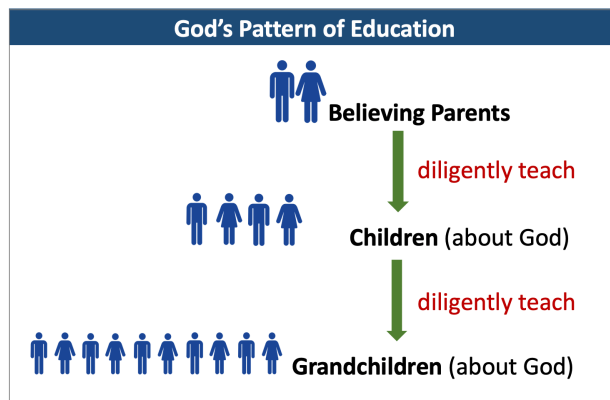 God’s Pattern of Education
Believing Parents
diligently teach
Children (about God)
diligently teach
Grandchildren (about God)